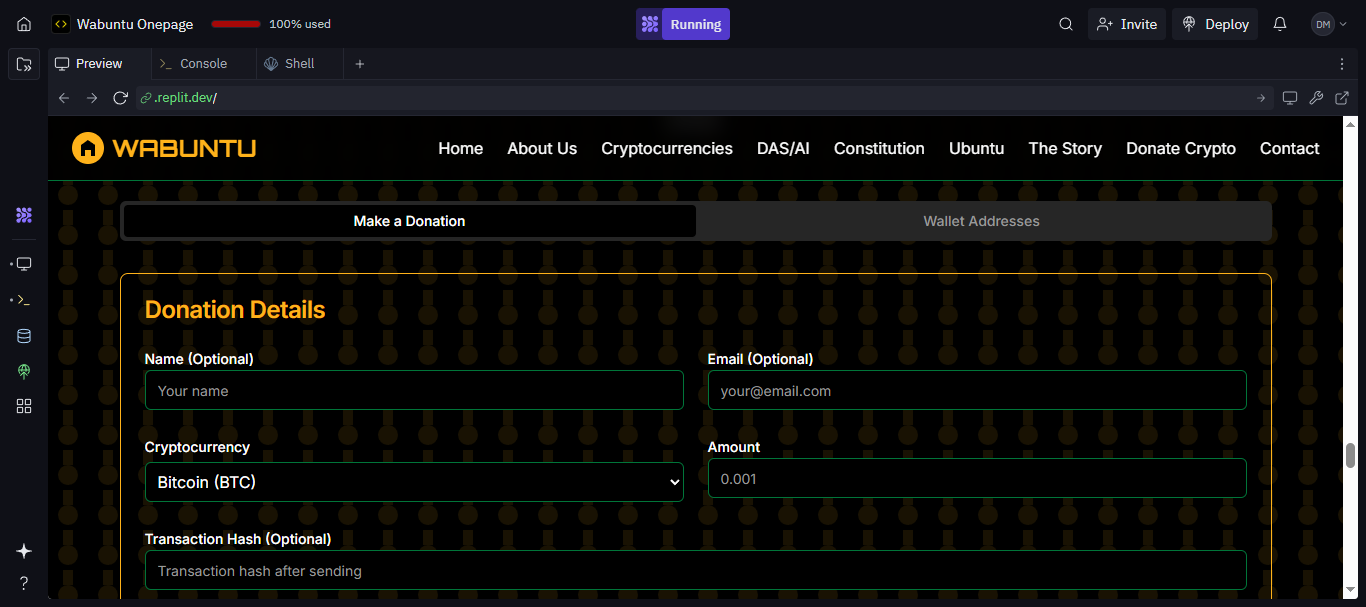 Wabuntu Onepage 100% used Running Invite Deploy DM
Preview Console Shell
.replit.dev/
WABUNTU Home About Us Cryptocurrencies DAS/AI Constitution Ubuntu The Story Donate Crypto Contact
Make a Donation Wallet Addresses
Donation Details
Name (Optional) Email (Optional)
Your name your@email.com
Cryptocurrency Amount
Bitcoin (BTC) 0.001
Transaction Hash (Optional)
Transaction hash after sending